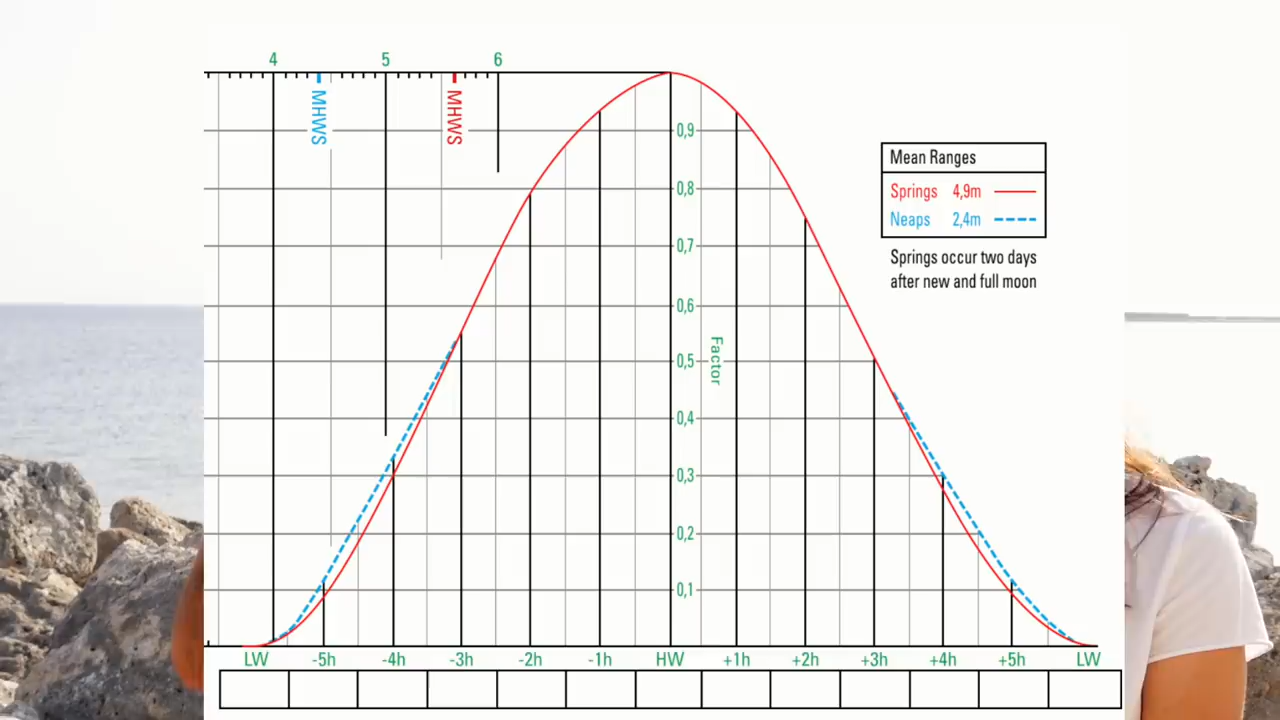 4 5 6
MHWS MHWS
0,9
0,8
0,7
0,6
0,5
0,4
0,3
0,2
0,1
Factor
Mean Ranges
Springs 4,9m
Neaps 2,4m
Springs occur two days
after new and full moon
LW -5h -4h -3h -2h -1h HW +1h +2h +3h +4h +5h LW